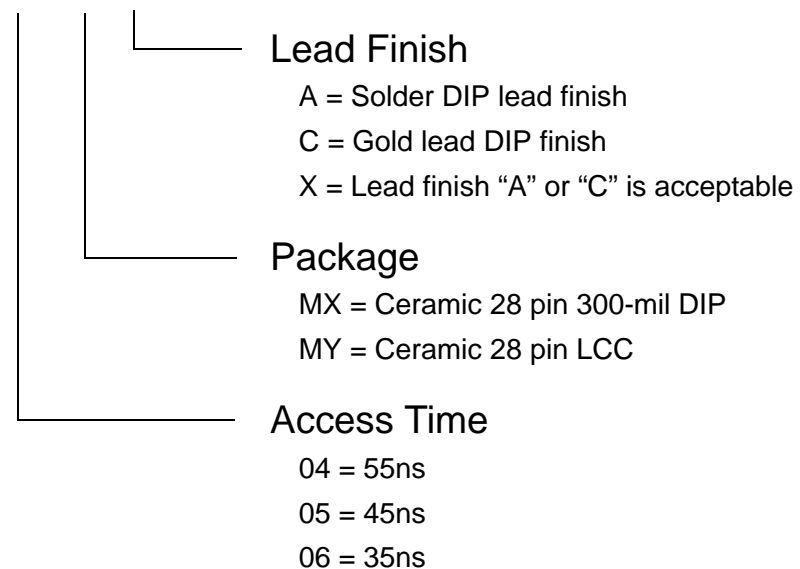 Lead Finish
A = Solder DIP lead finish
C = Gold lead DIP finish
X = Lead finish “A” or “C” is acceptable
Package
MX = Ceramic 28 pin 300-mil DIP
MY = Ceramic 28 pin LCC
Access Time
04 = 55ns
05 = 45ns
06 = 35ns